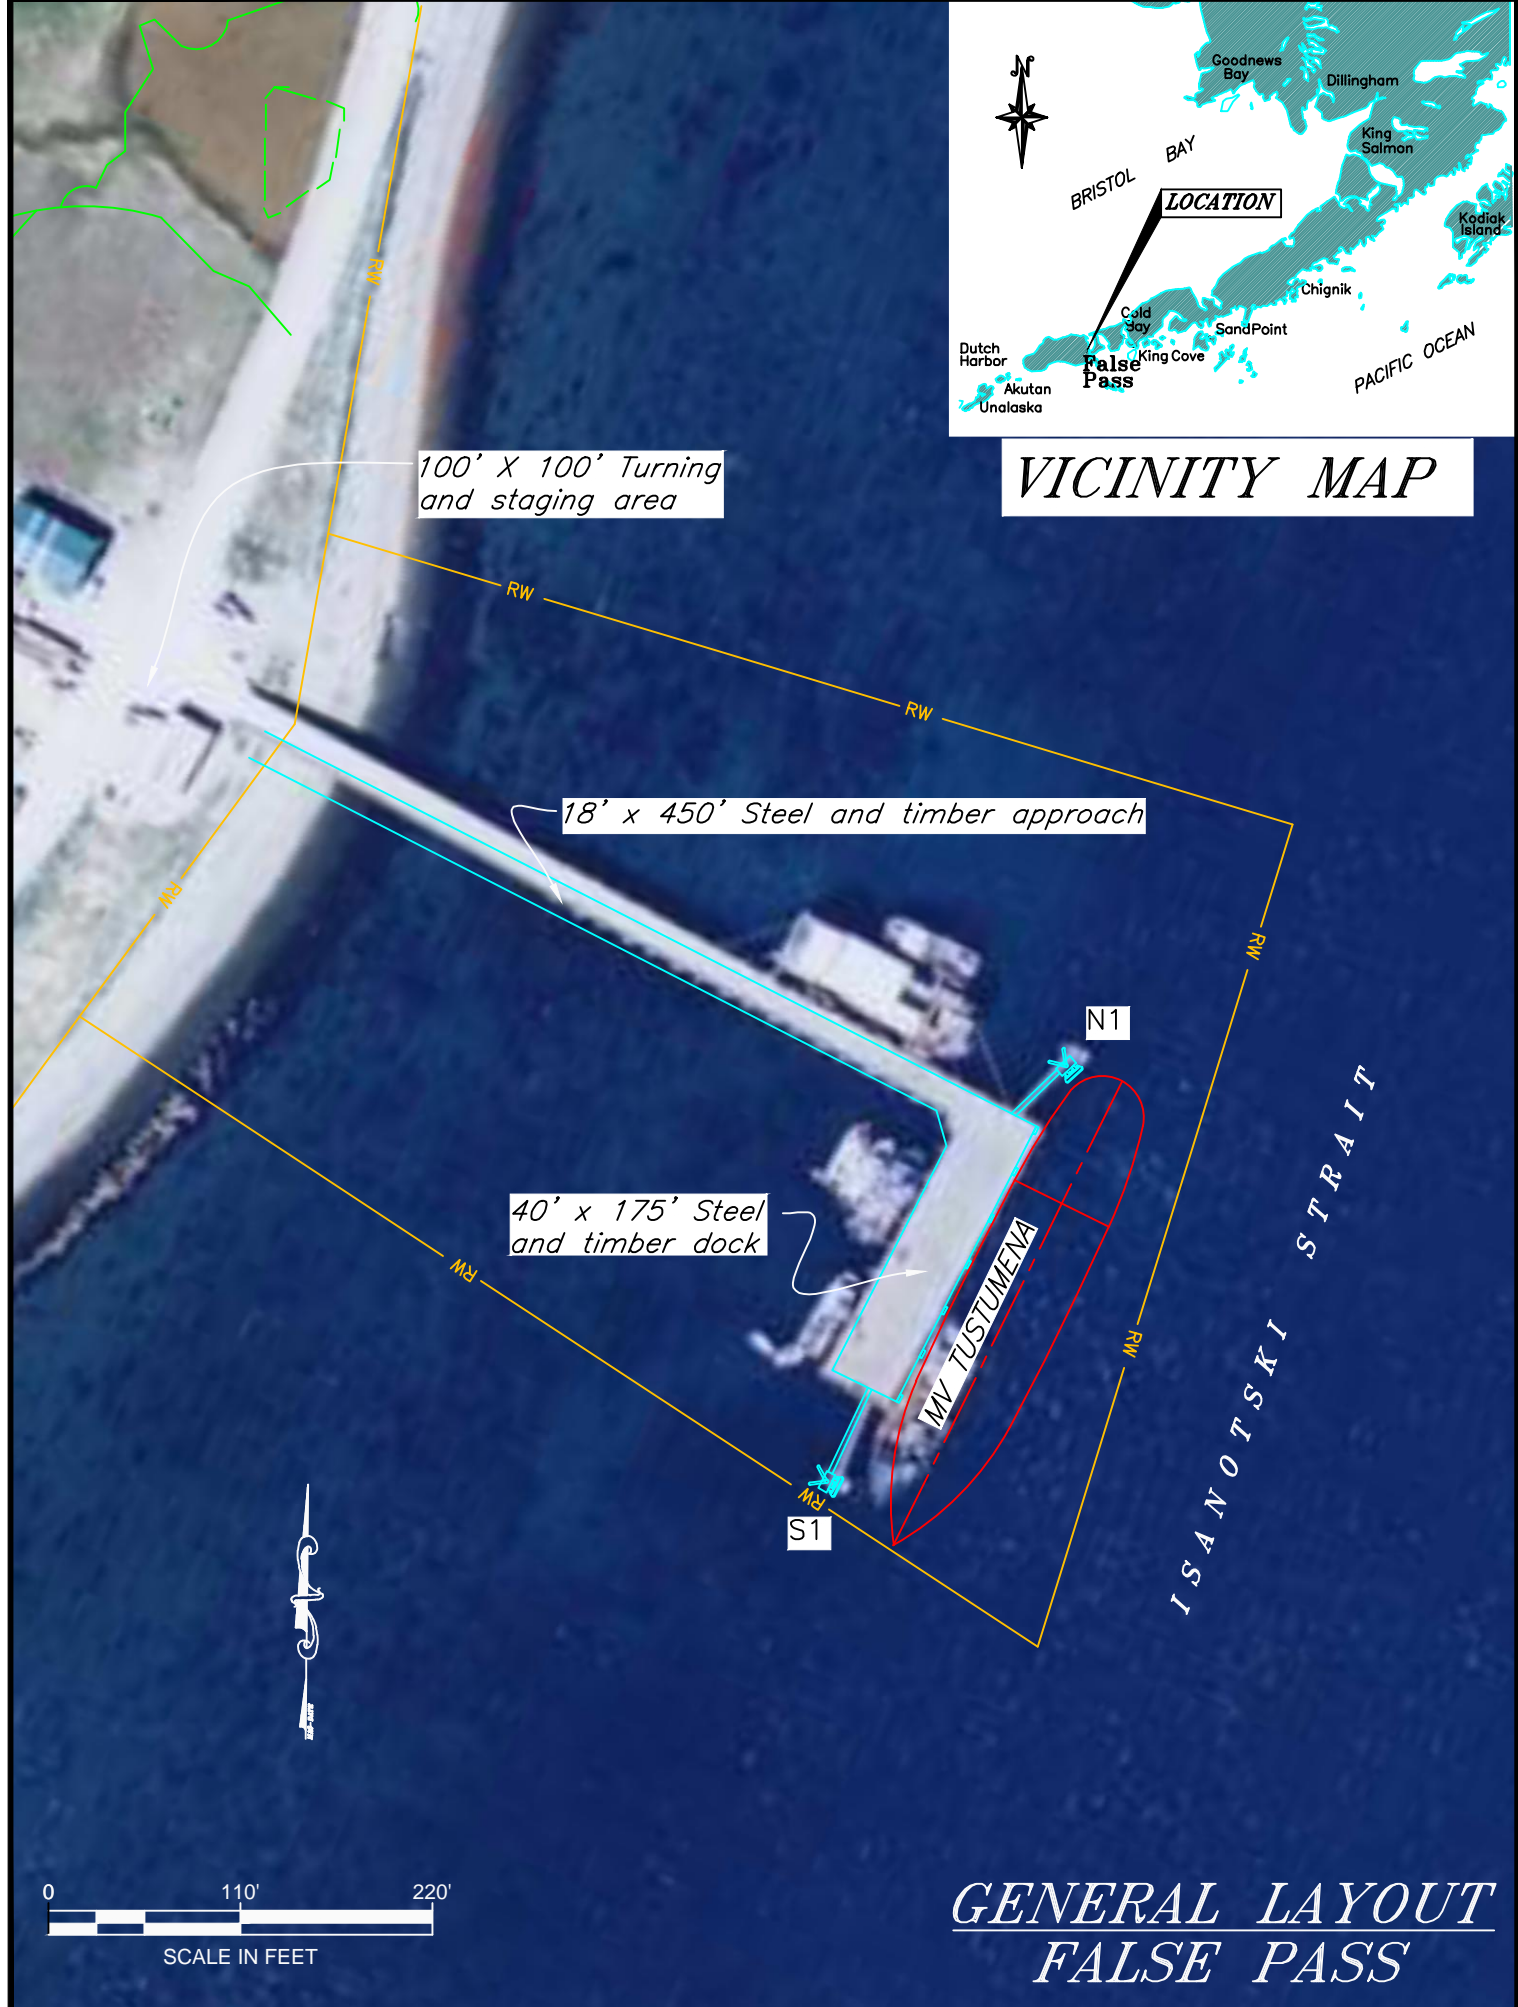 N
Goodnews
Bay
Dillingham
King
Salmon
BRISTOL BAY
LOCATION
Kodiak
Island
Chignik
Cold
Bay
SandPoint
PACIFIC OCEAN
Dutch
Harbor
King Cove
False
Pass
Akutan
Unalaska
VICINITY MAP
RW
100' X 100' Turning
and staging area
RW
RW
18' x 450' Steel and timber approach
RW
RW
N1
40' x 175' Steel
and timber dock
MV TUSTUMENA
ISANOTSKI STRAIT
RW
RW
RW
S1
0 110' 220'
SCALE IN FEET
GENERAL LAYOUT
FALSE PASS